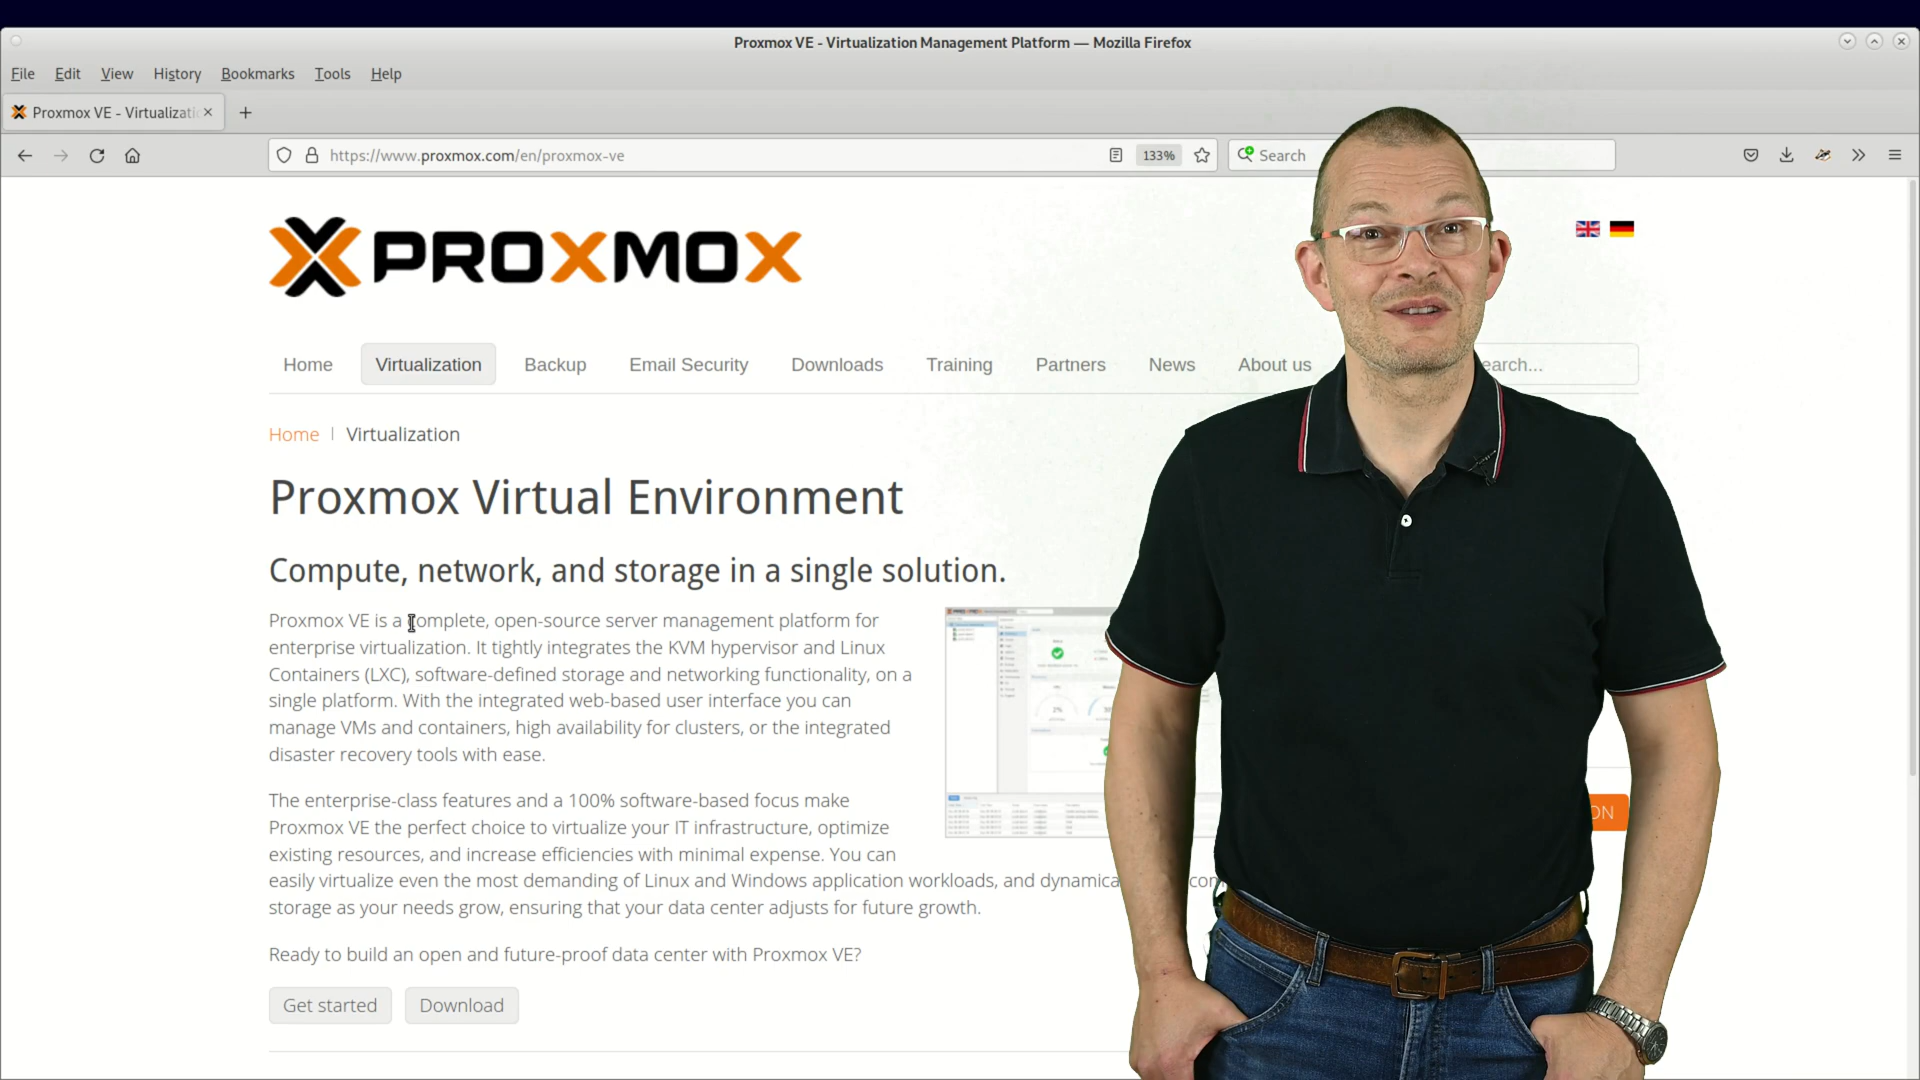 Proxmox VE - Virtualization Management Platform — Mozilla Firefox
File Edit View History Bookmarks Tools Help
Proxmox VE - Virtualizati
https://www.proxmox.com/en/proxmox-ve 133% Search
PROXMOX
Home Virtualization Backup Email Security Downloads Training Partners News About us earch...
Home | Virtualization
Proxmox Virtual Environment
Compute, network, and storage in a single solution.
Proxmox VE is a complete, open-source server management platform for
enterprise virtualization. It tightly integrates the KVM hypervisor and Linux
Containers (LXC), software-defined storage and networking functionality, on a
single platform. With the integrated web-based user interface you can
manage VMs and containers, high availability for clusters, or the integrated
disaster recovery tools with ease.
The enterprise-class features and a 100% software-based focus make
Proxmox VE the perfect choice to virtualize your IT infrastructure, optimize
existing resources, and increase efficiencies with minimal expense. You can
easily virtualize even the most demanding of Linux and Windows application workloads, and dynamica com
storage as your needs grow, ensuring that your data center adjusts for future growth.
ON
Ready to build an open and future-proof data center with Proxmox VE?
Get started Download